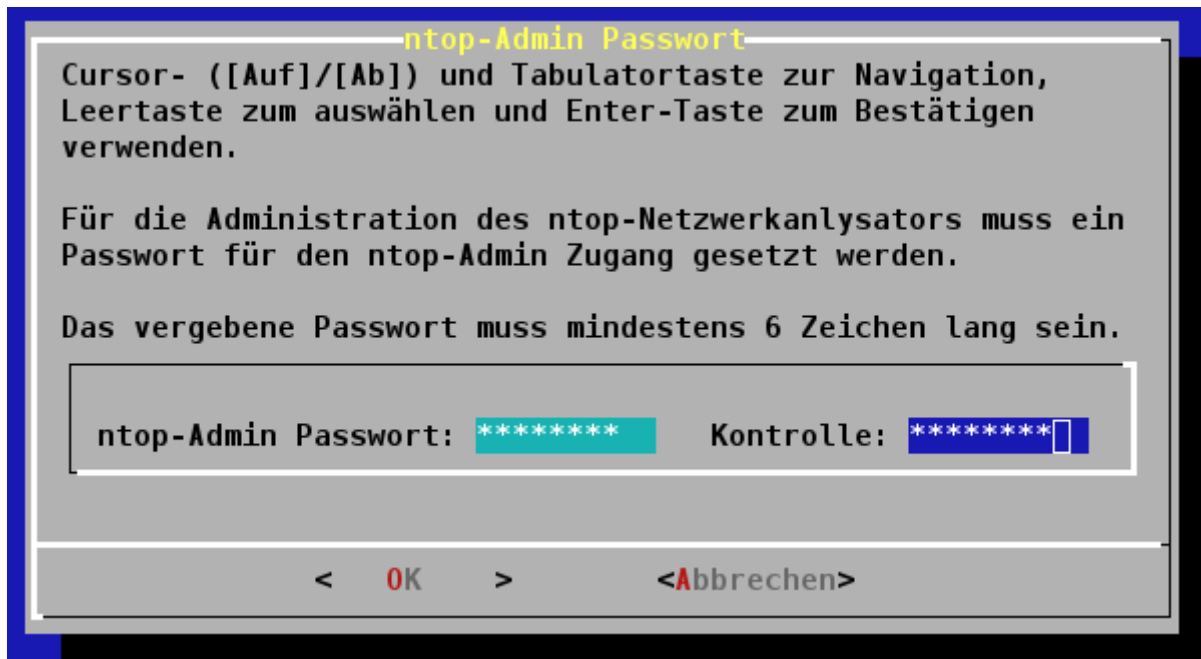 ntop-Admin Passwort
Cursor- ([Auf]/[Ab]) und Tabulatortaste zur Navigation,
Leertaste zum auswählen und Enter-Taste zum Bestätigen
verwenden.
Für die Administration des ntop-Netzwerkanlysators muss ein
Passwort für den ntop-Admin Zugang gesetzt werden.
Das vergebene Passwort muss mindestens 6 Zeichen lang sein.
ntop-Admin Passwort: ******** Kontrolle: ********
< OK > <Abbrechen>